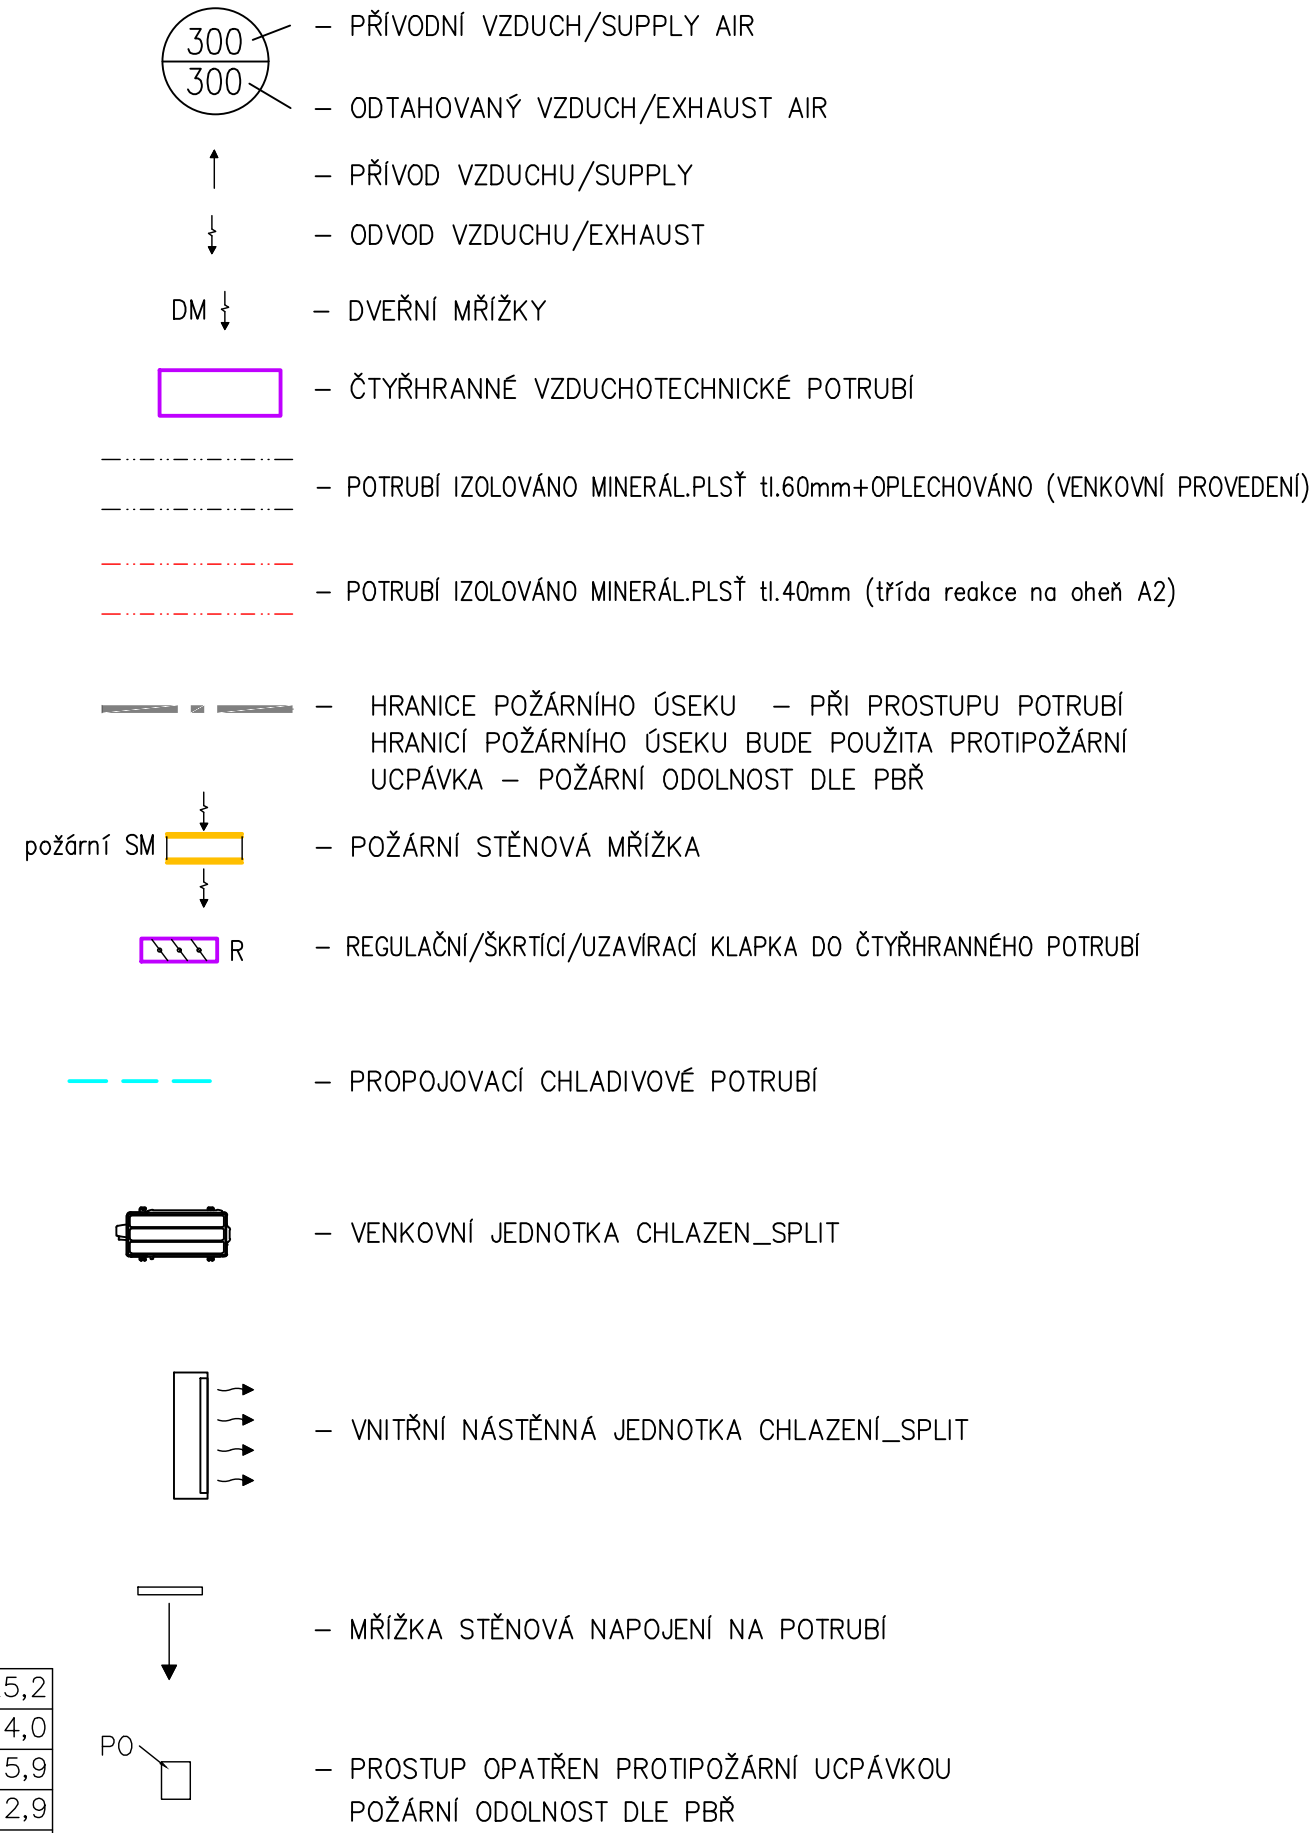 300 – PŘÍVODNÍ VZDUCH/SUPPLY AIR
300 – ODTAHOVANÝ VZDUCH/EXHAUST AIR
– PŘÍVOD VZDUCHU/SUPPLY
– ODVOD VZDUCHU/EXHAUST
DM – DVEŘNÍ MŘÍŽKY
– ČTYŘHRANNÉ VZDUCHOTECHNICKÉ POTRUBÍ
– POTRUBÍ IZOLOVÁNO MINERÁL.PLSŤ tl.60mm+OPLECHOVÁNO (VENKOVNÍ PROVEDENÍ)
– POTRUBÍ IZOLOVÁNO MINERÁL.PLSŤ tl.40mm (třída reakce na oheň A2)
– HRANICE POŽÁRNÍHO ÚSEKU – PŘI PROSTUPU POTRUBÍ
HRANICÍ POŽÁRNÍHO ÚSEKU BUDE POUŽITA PROTIPOŽÁRNÍ
UCPÁVKA – POŽÁRNÍ ODOLNOST DLE PBŘ
požární SM – POŽÁRNÍ STĚNOVÁ MŘÍŽKA
R – REGULAČNÍ/ŠKRTÍCÍ/UZAVÍRACÍ KLAPKA DO ČTYŘHRANNÉHO POTRUBÍ
– PROPOJOVACÍ CHLADIVOVÉ POTRUBÍ
– VENKOVNÍ JEDNOTKA CHLAZEN_SPLIT
– VNITŘNÍ NÁSTĚNNÁ JEDNOTKA CHLAZENÍ_SPLIT
– MŘÍŽKA STĚNOVÁ NAPOJENÍ NA POTRUBÍ
5,2
4,0
5,9
2,9
PO – PROSTUP OPATŘEN PROTIPOŽÁRNÍ UCPÁVKOU
POŽÁRNÍ ODOLNOST DLE PBŘ